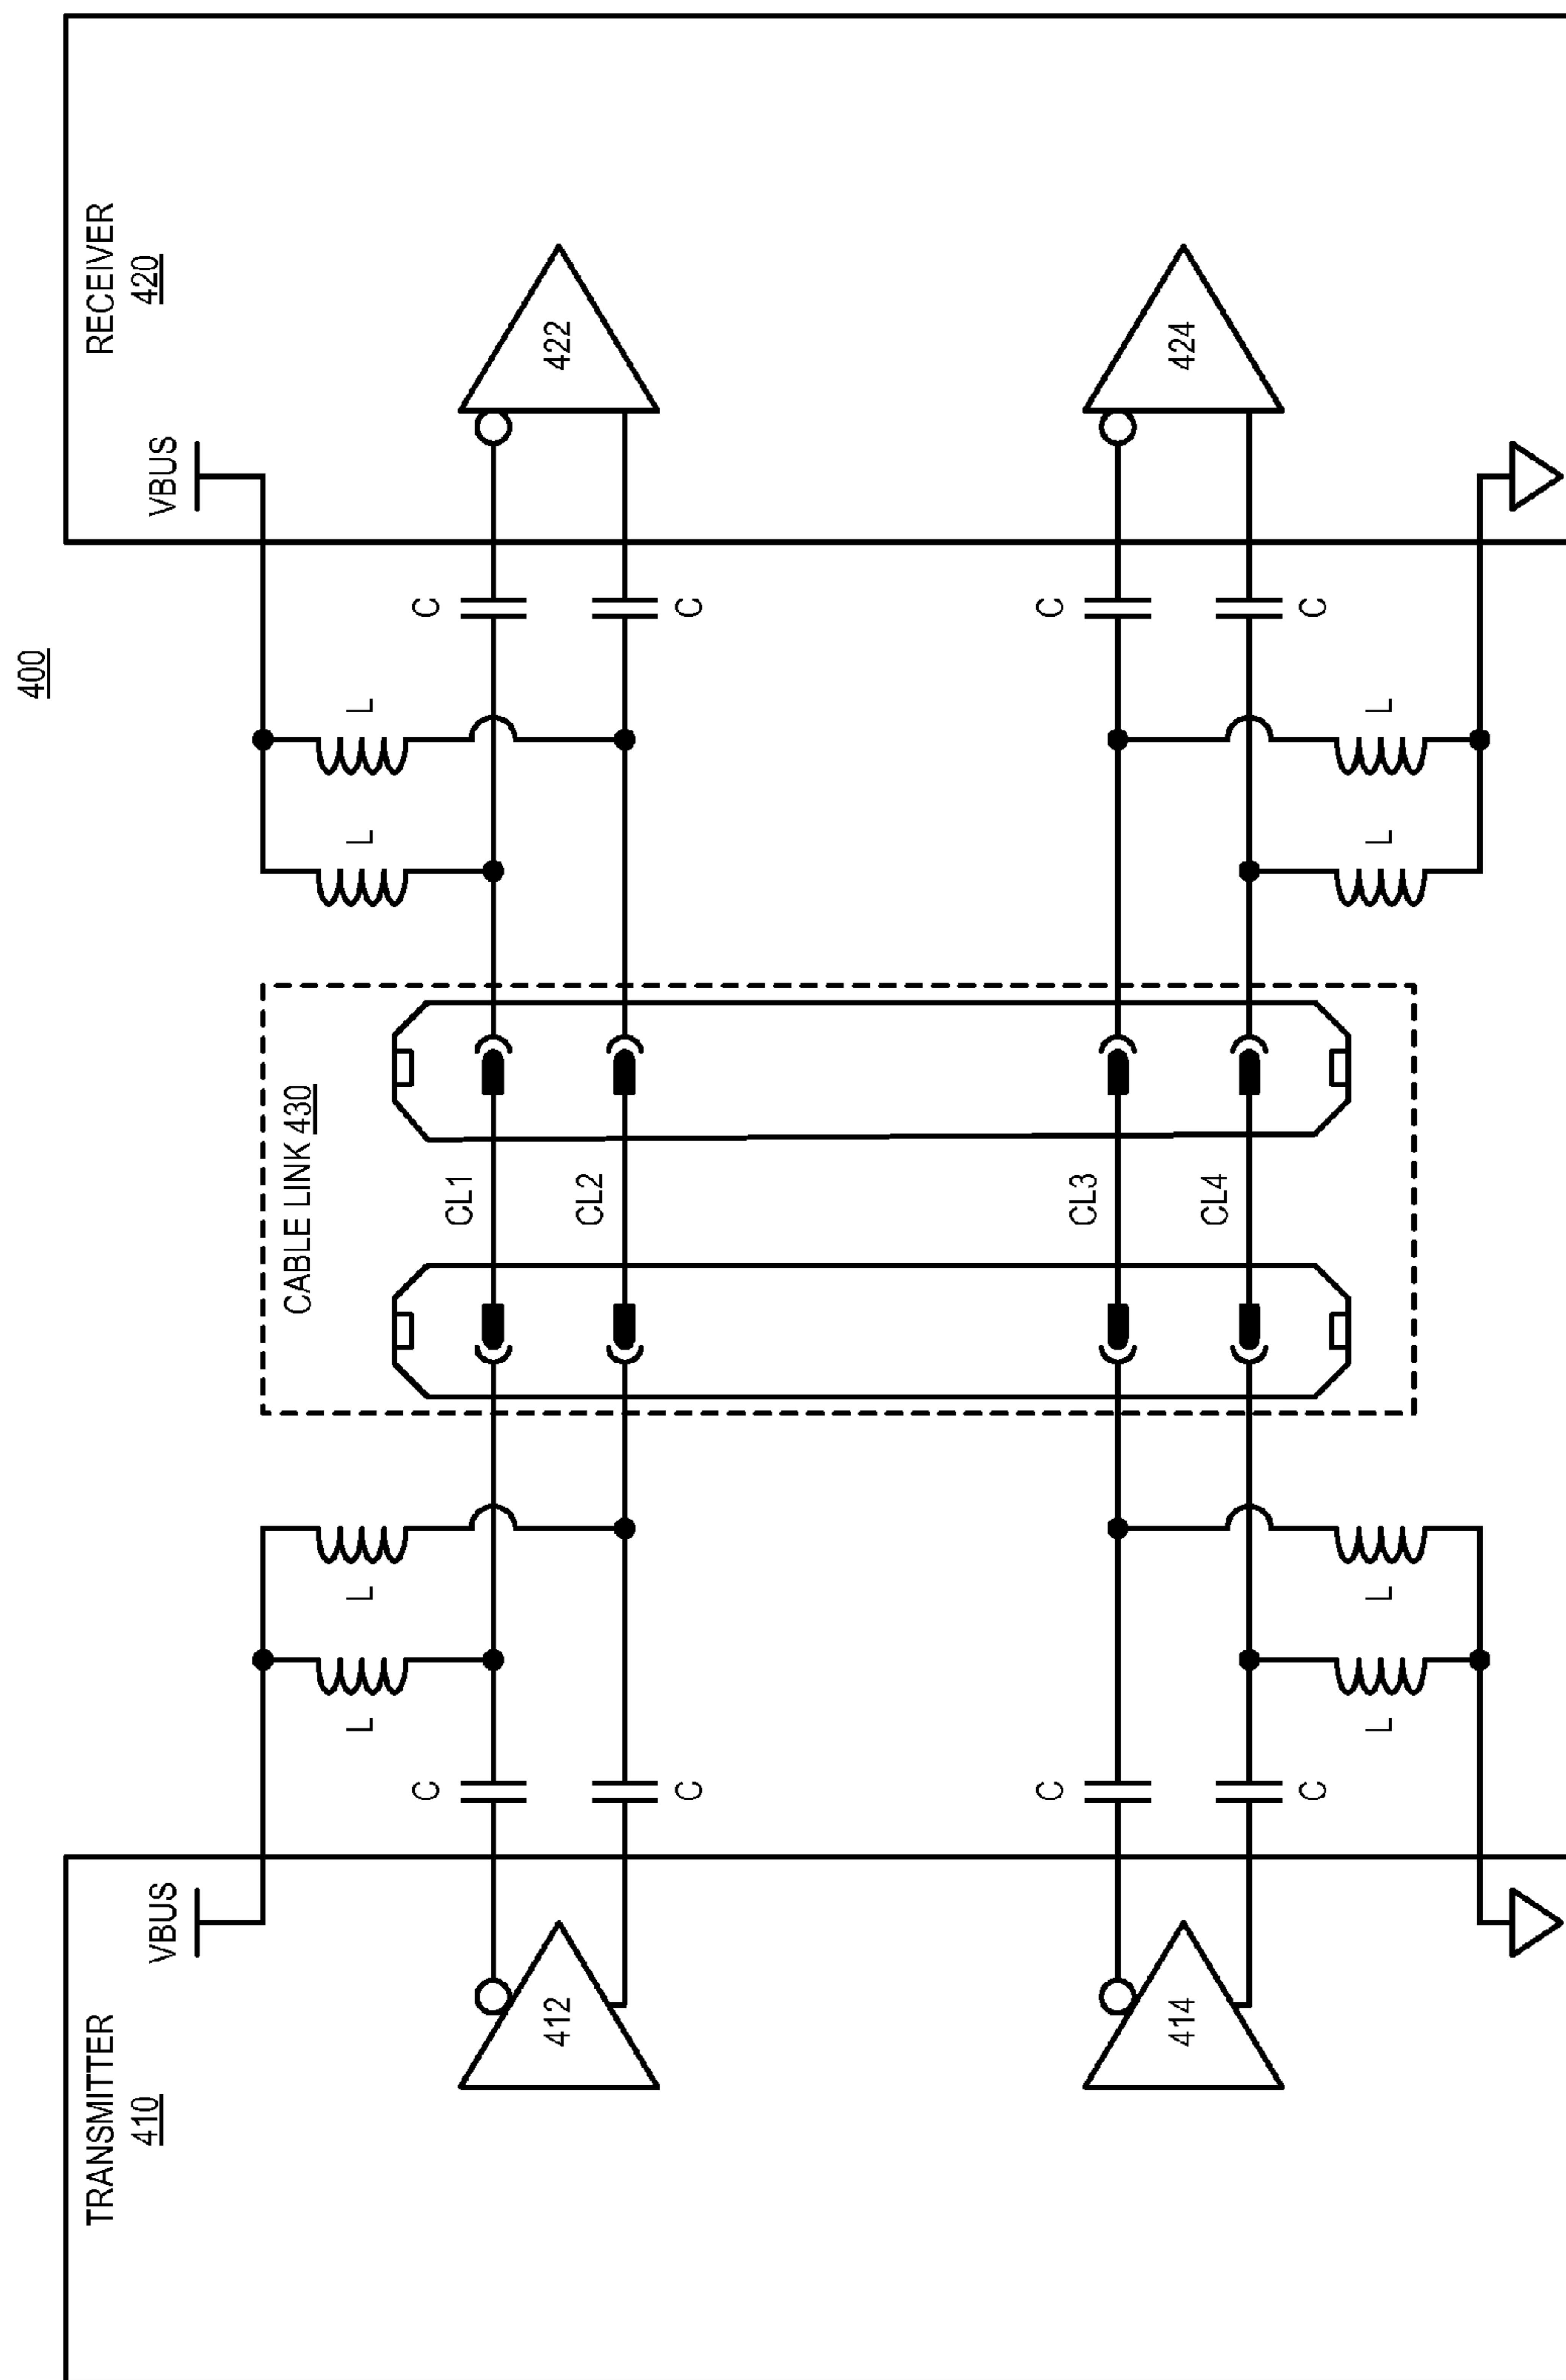 400
TRANSMITTER
410
RECEIVER
420
VBUS
VBUS
CABLE LINK 430
L
L
L
L
C
C
CL1
412
422
CL2
C
C
C
C
CL3
414
424
CL4
C
C
L
L
L
L